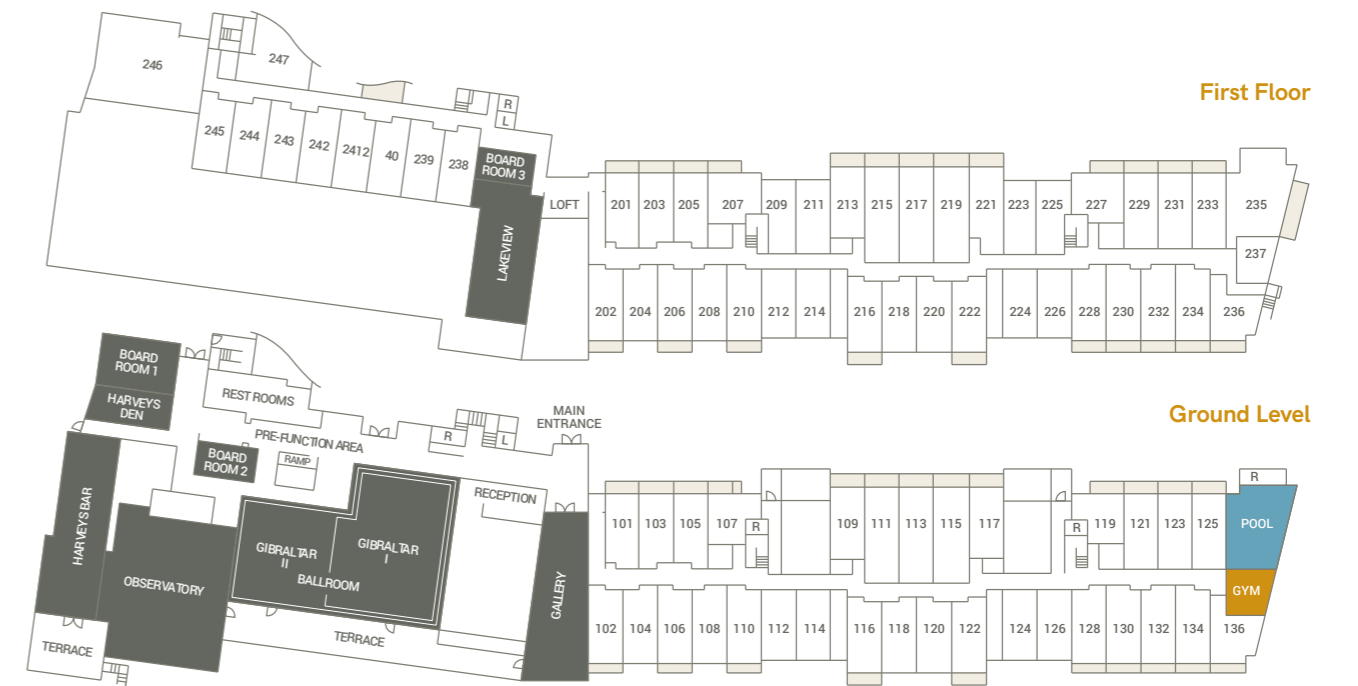 First Floor
246
247
245
244
243
242
2412
40
239
238
R
L
BOARD
ROOM 3
LAKEVIEW
LOFT
201
203
205
207
209
211
213
215
217
219
221
223
225
227
229
231
233
235
237
202
204
206
208
210
212
214
216
218
220
222
224
226
228
230
232
234
236
Ground Level
BOARD
ROOM 1
HARVEYS
DEN
REST ROOMS
PRE-FUNCTION AREA
BOARD
ROOM 2
RAMP
R
L
MAIN
ENTRANCE
RECEPTION
HARVEYS BAR
OBSERVATORY
GIBRALTAR
II
GIBRALTAR
I
BALLROOM
GALLERY
TERRACE
TERRACE
101
103
105
107
R
109
111
113
115
117
R
119
121
123
125
R
POOL
GYM
102
104
106
108
110
112
114
116
118
120
122
124
126
128
130
132
134
136